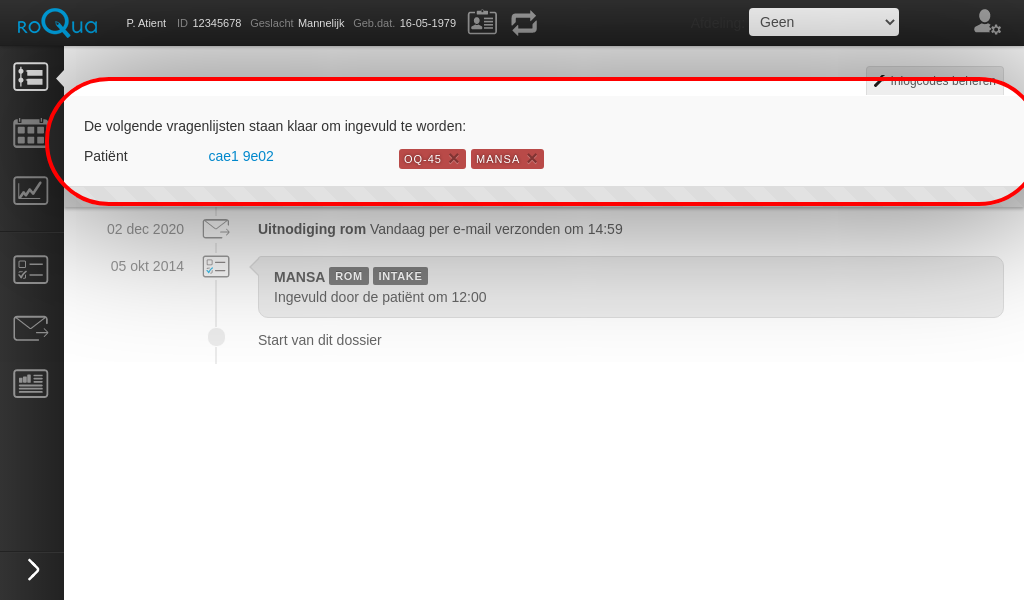 roQua P. Atient ID 12345678 Geslacht Mannelijk Geb.dat. 16-05-1979 Afdeling Geen
Inlogcodes beheren
De volgende vragenlijsten staan klaar om ingevuld te worden:
Patiënt cae1 9e02 OQ-45 MANSA
02 dec 2020 Uitnodiging rom Vandaag per e-mail verzonden om 14:59
05 okt 2014 MANSA ROM INTAKE
Ingevuld door de patiënt om 12:00
Start van dit dossier